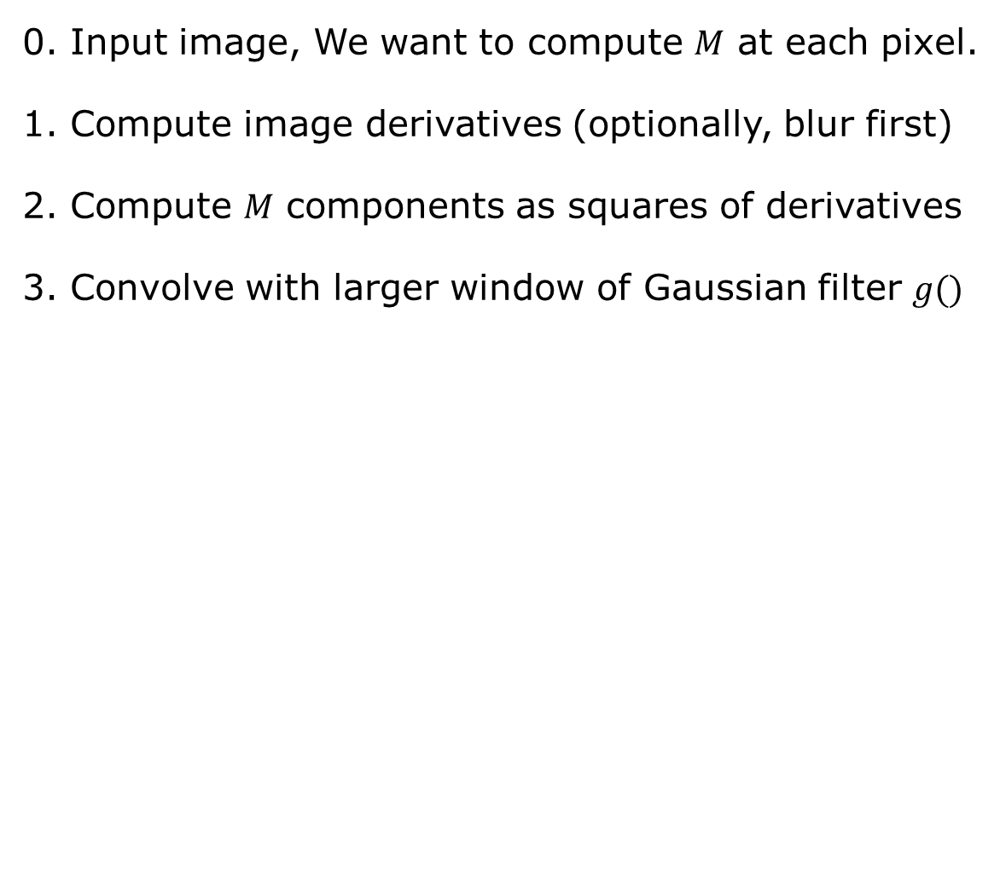 0. Input image, We want to compute M at each pixel.
1. Compute image derivatives (optionally, blur first)
2. Compute M components as squares of derivatives
3. Convolve with larger window of Gaussian filter g()